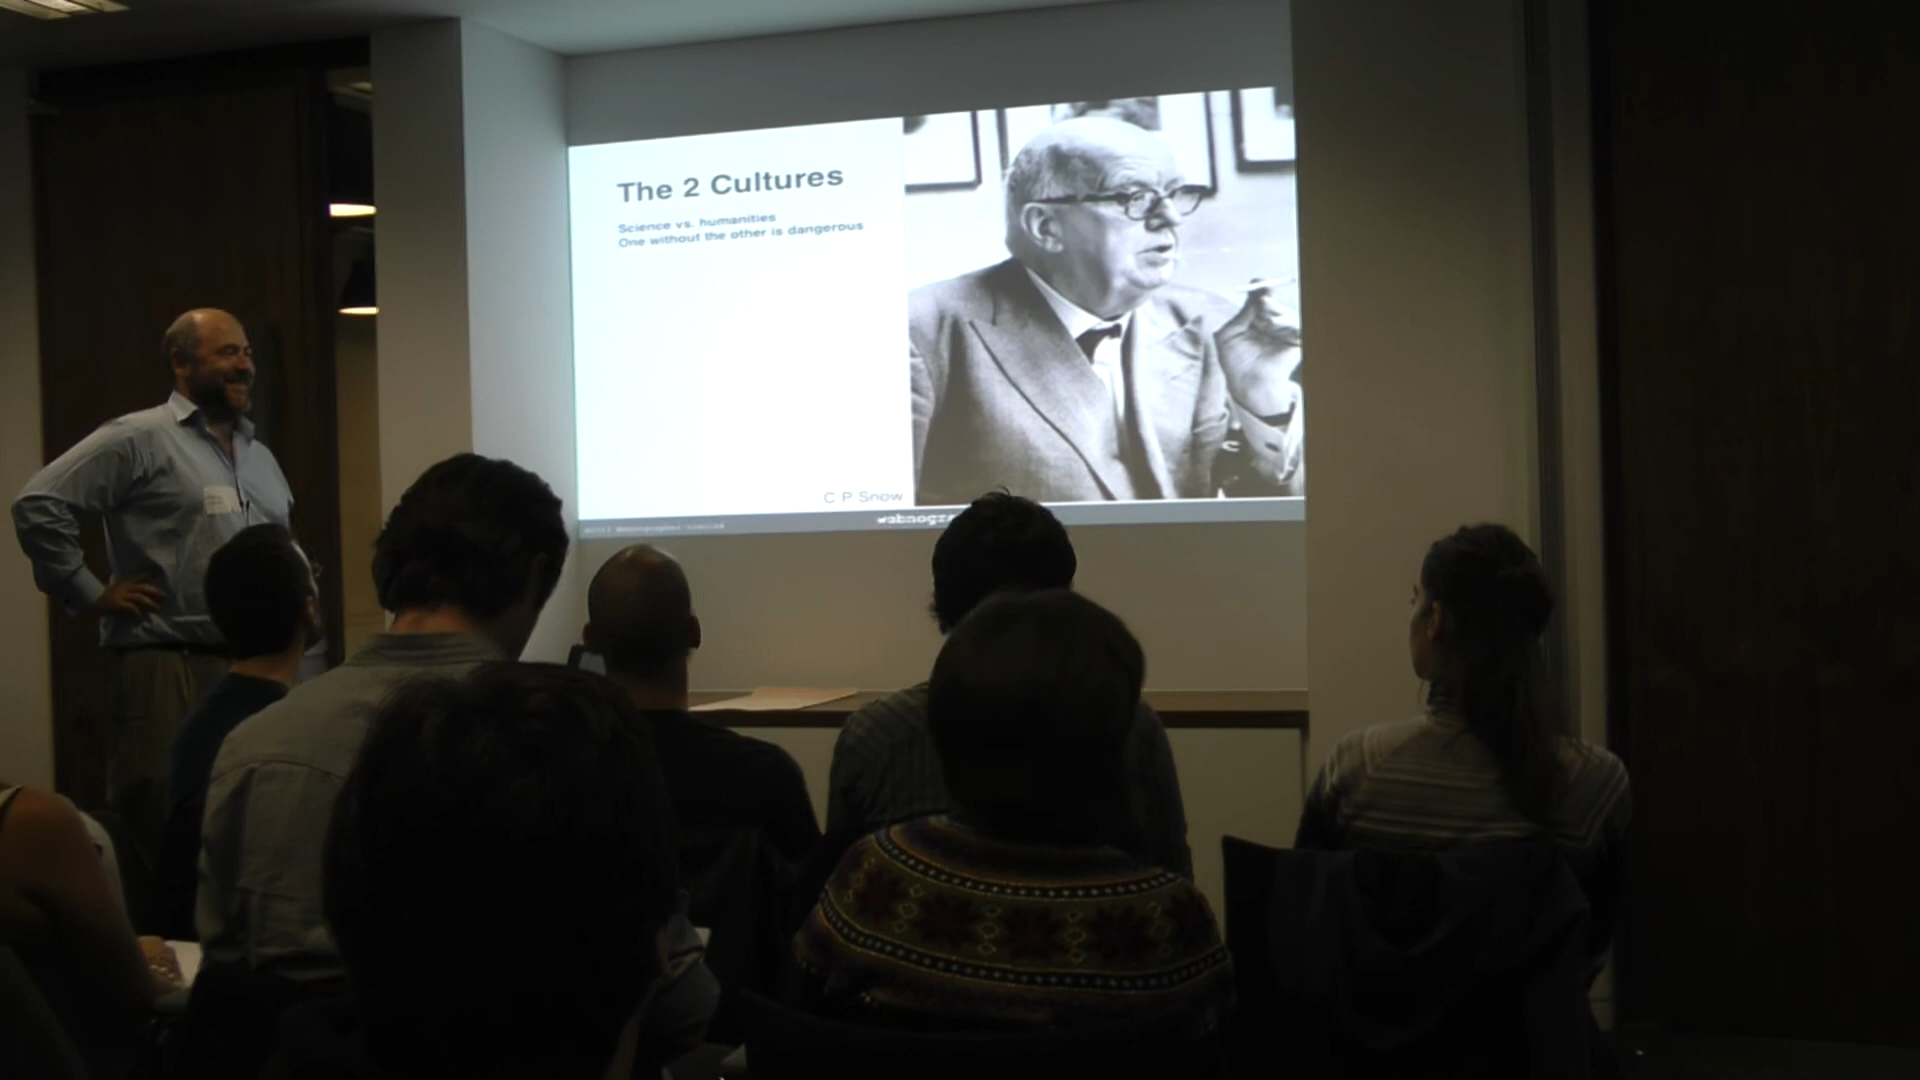 The 2 Cultures
Science vs. humanities
One without the other is dangerous
C P Snow